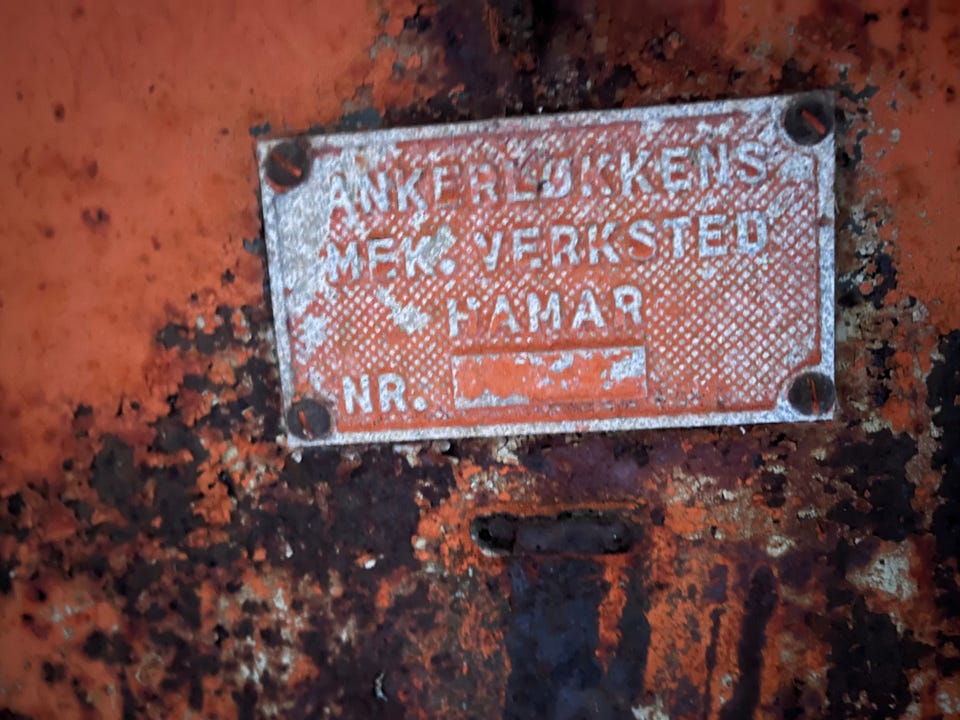 ANKERLØKKENS
MEK. VERKSTED
HAMAR
NR.